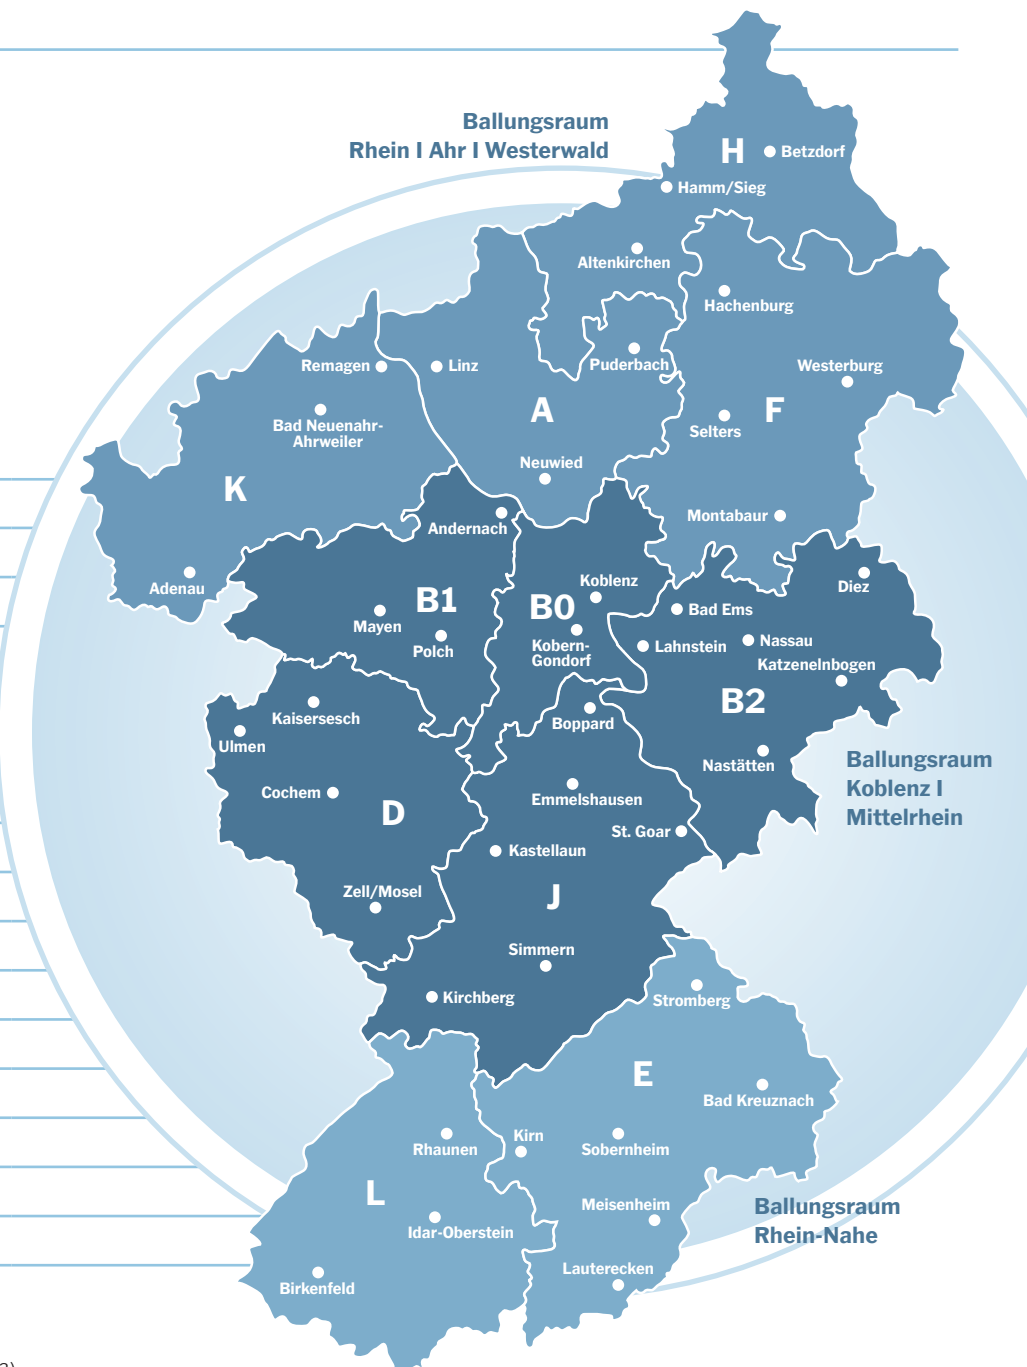 Ballungsraum
Rhein I Ahr I Westerwald
H
Betzdorf
Hamm/Sieg
Altenkirchen
Hachenburg
Puderbach
Remagen
Linz
Westerburg
A
F
Bad Neuenahr-
Ahrweiler
Selters
Neuwied
K
Montabaur
Andernach
Adenau
Koblenz
Diez
B1
B0
Bad Ems
Mayen
Polch
Kobern-
Gondorf
Lahnstein
Nassau
Katzenelnbogen
B2
Kaisersesch
Boppard
Ulmen
Nastätten
Ballungsraum
Koblenz I
Mittelrhein
Cochem
D
Emmelshausen
St. Goar
Kastellaun
Zell/Mosel
J
Simmern
Kirchberg
Stromberg
E
Bad Kreuznach
Rhaunen
Kirn
Sobernheim
L
Meisenheim
Ballungsraum
Rhein-Nahe
Idar-Oberstein
Lauterecken
Birkenfeld